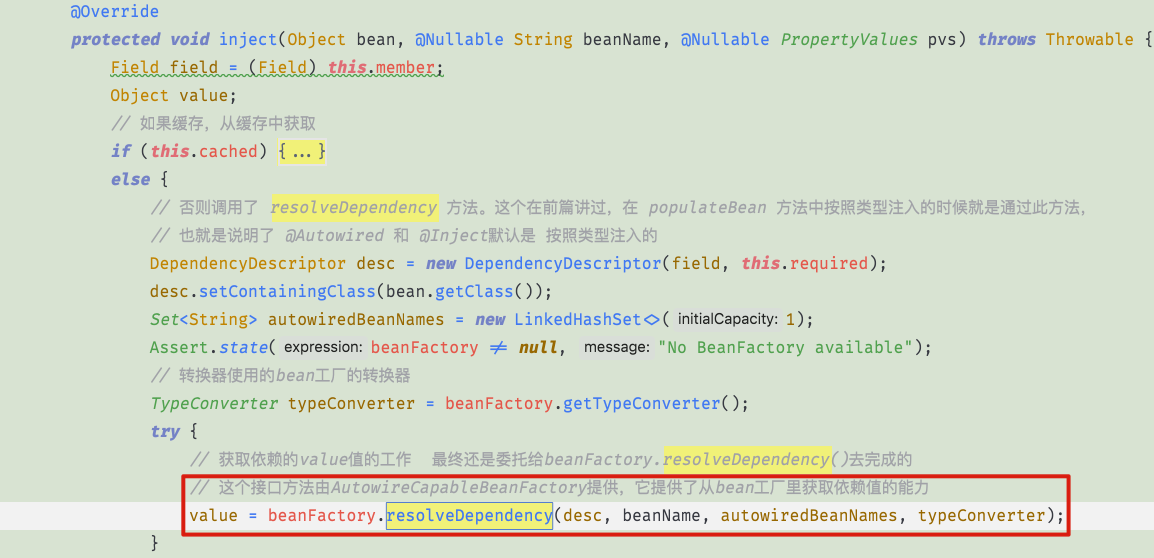 @Override
protected void inject(Object bean, @Nullable String beanName, @Nullable PropertyValues pvs) throws Throwable {
Field field = (Field) this.member;
Object value;
// 如果缓存，从缓存中获取
if (this.cached) {...}
else {
// 否则调用了 resolveDependency 方法。这个在前篇讲过，在 populateBean 方法中按照类型注入的时候就是通过此方法，
// 也就是说明了 @Autowired 和 @Inject默认是 按照类型注入的
DependencyDescriptor desc = new DependencyDescriptor(field, this.required);
desc.setContainingClass(bean.getClass());
Set<String> autowiredBeanNames = new LinkedHashSet<>( initialCapacity: 1);
Assert.state( expression: beanFactory != null, message: "No BeanFactory available");
// 转换器使用的bean工厂的转换器
TypeConverter typeConverter = beanFactory.getTypeConverter();
try {
// 获取依赖的value值的工作  最终还是委托给beanFactory.resolveDependency()去完成的
// 这个接口方法由AutowireCapableBeanFactory提供，它提供了从bean工厂里获取依赖值的能力
value = beanFactory.resolveDependency(desc, beanName, autowiredBeanNames, typeConverter);
}